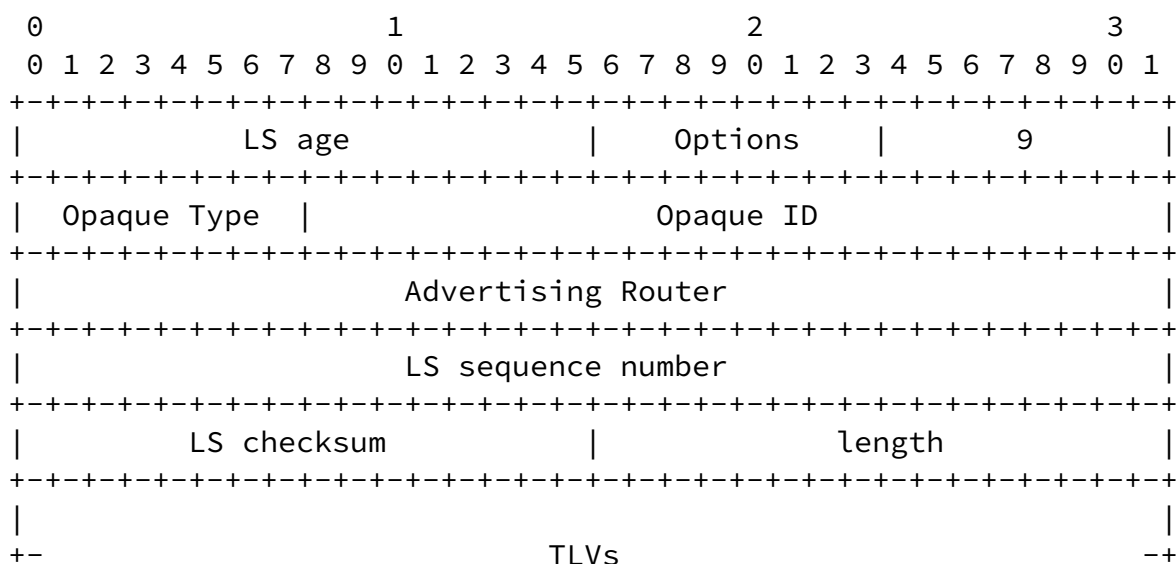 0                   1                   2                   3
 0 1 2 3 4 5 6 7 8 9 0 1 2 3 4 5 6 7 8 9 0 1 2 3 4 5 6 7 8 9 0 1
+-+-+-+-+-+-+-+-+-+-+-+-+-+-+-+-+-+-+-+-+-+-+-+-+-+-+-+-+-+-+-+-+
|            LS age             |    Options    |       9       |
+-+-+-+-+-+-+-+-+-+-+-+-+-+-+-+-+-+-+-+-+-+-+-+-+-+-+-+-+-+-+-+-+
|  Opaque Type  |                   Opaque ID                   |
+-+-+-+-+-+-+-+-+-+-+-+-+-+-+-+-+-+-+-+-+-+-+-+-+-+-+-+-+-+-+-+-+
|                     Advertising Router                        |
+-+-+-+-+-+-+-+-+-+-+-+-+-+-+-+-+-+-+-+-+-+-+-+-+-+-+-+-+-+-+-+-+
|                     LS sequence number                        |
+-+-+-+-+-+-+-+-+-+-+-+-+-+-+-+-+-+-+-+-+-+-+-+-+-+-+-+-+-+-+-+-+
|         LS checksum           |             length            |
+-+-+-+-+-+-+-+-+-+-+-+-+-+-+-+-+-+-+-+-+-+-+-+-+-+-+-+-+-+-+-+-+
|                                                               |
+-                            TLVs                             -+